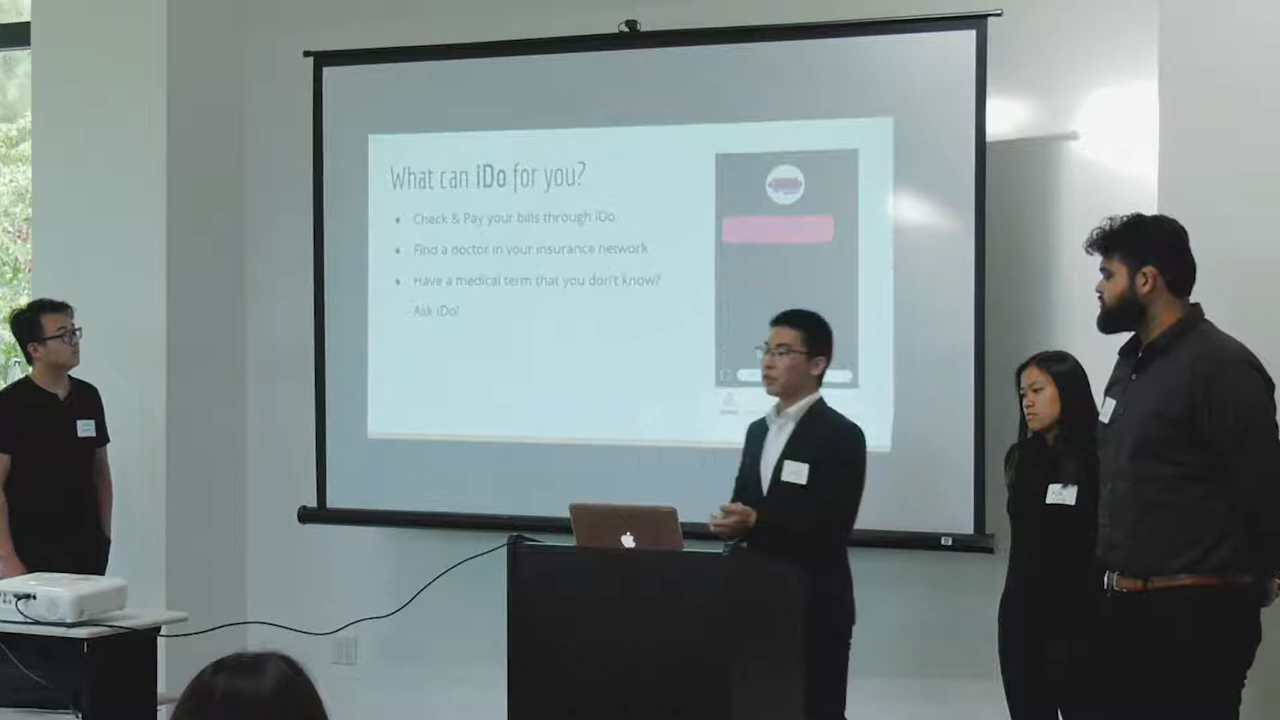 What can iDo for you?
• Check & Pay your bills through iDo
• Find a doctor in your insurance network
• Have a medical term that you don't know?
Ask iDo!